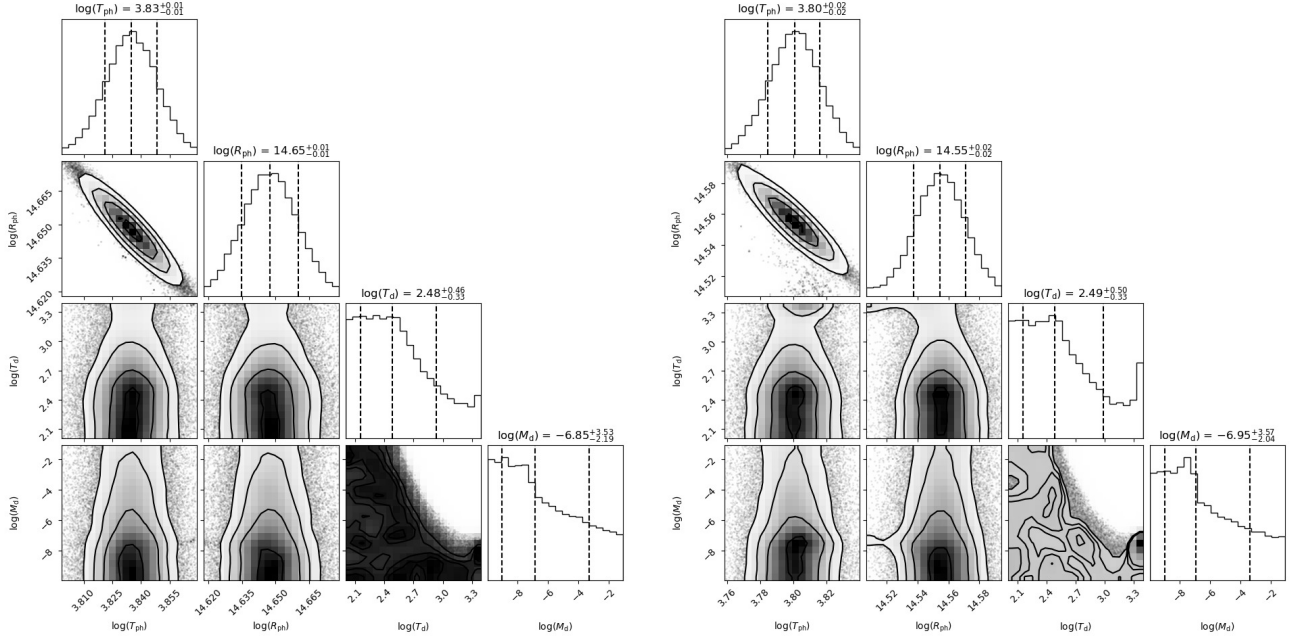 log(T_ph) = 3.83^{+0.01}_{-0.01}
log(R_ph) = 14.65^{+0.01}_{-0.01}
log(T_d) = 2.48^{+0.46}_{-0.33}
log(M_d) = −6.85^{+3.53}_{-2.19}
log(R_ph)
14.665
14.650
14.635
14.620
log(T_d)
3.3
3.0
2.7
2.4
2.1
log(M_d)
−2
−4
−6
−8
3.810 3.825 3.840 3.855
14.620 14.635 14.650 14.665
2.1 2.4 2.7 3.0 3.3
−8 −6 −4 −2
log(T_ph) log(R_ph) log(T_d) log(M_d)
log(T_ph) = 3.80^{+0.02}_{-0.02}
log(R_ph) = 14.55^{+0.02}_{-0.02}
log(T_d) = 2.49^{+0.50}_{-0.33}
log(M_d) = −6.95^{+3.57}_{-2.04}
log(R_ph)
14.58
14.56
14.54
14.52
log(T_d)
3.3
3.0
2.7
2.4
2.1
log(M_d)
−2
−4
−6
−8
3.76 3.78 3.80 3.82
14.52 14.54 14.56 14.58
2.1 2.4 2.7 3.0 3.3
−8 −6 −4 −2
log(T_ph) log(R_ph) log(T_d) log(M_d)